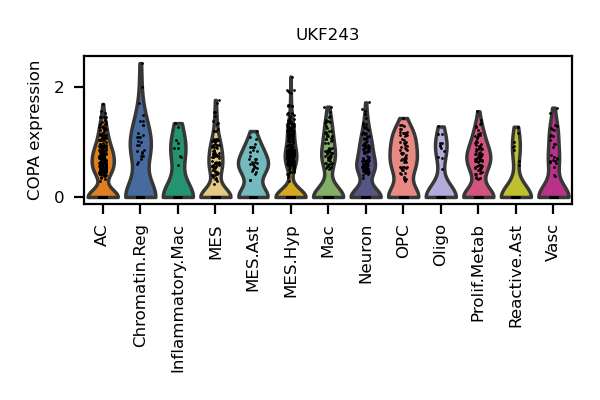 UKF243
COPA expression
2
0
AC
Chromatin.Reg
Inflammatory.Mac
MES
MES.Ast
MES.Hyp
Mac
Neuron
OPC
Oligo
Prolif.Metab
Reactive.Ast
Vasc